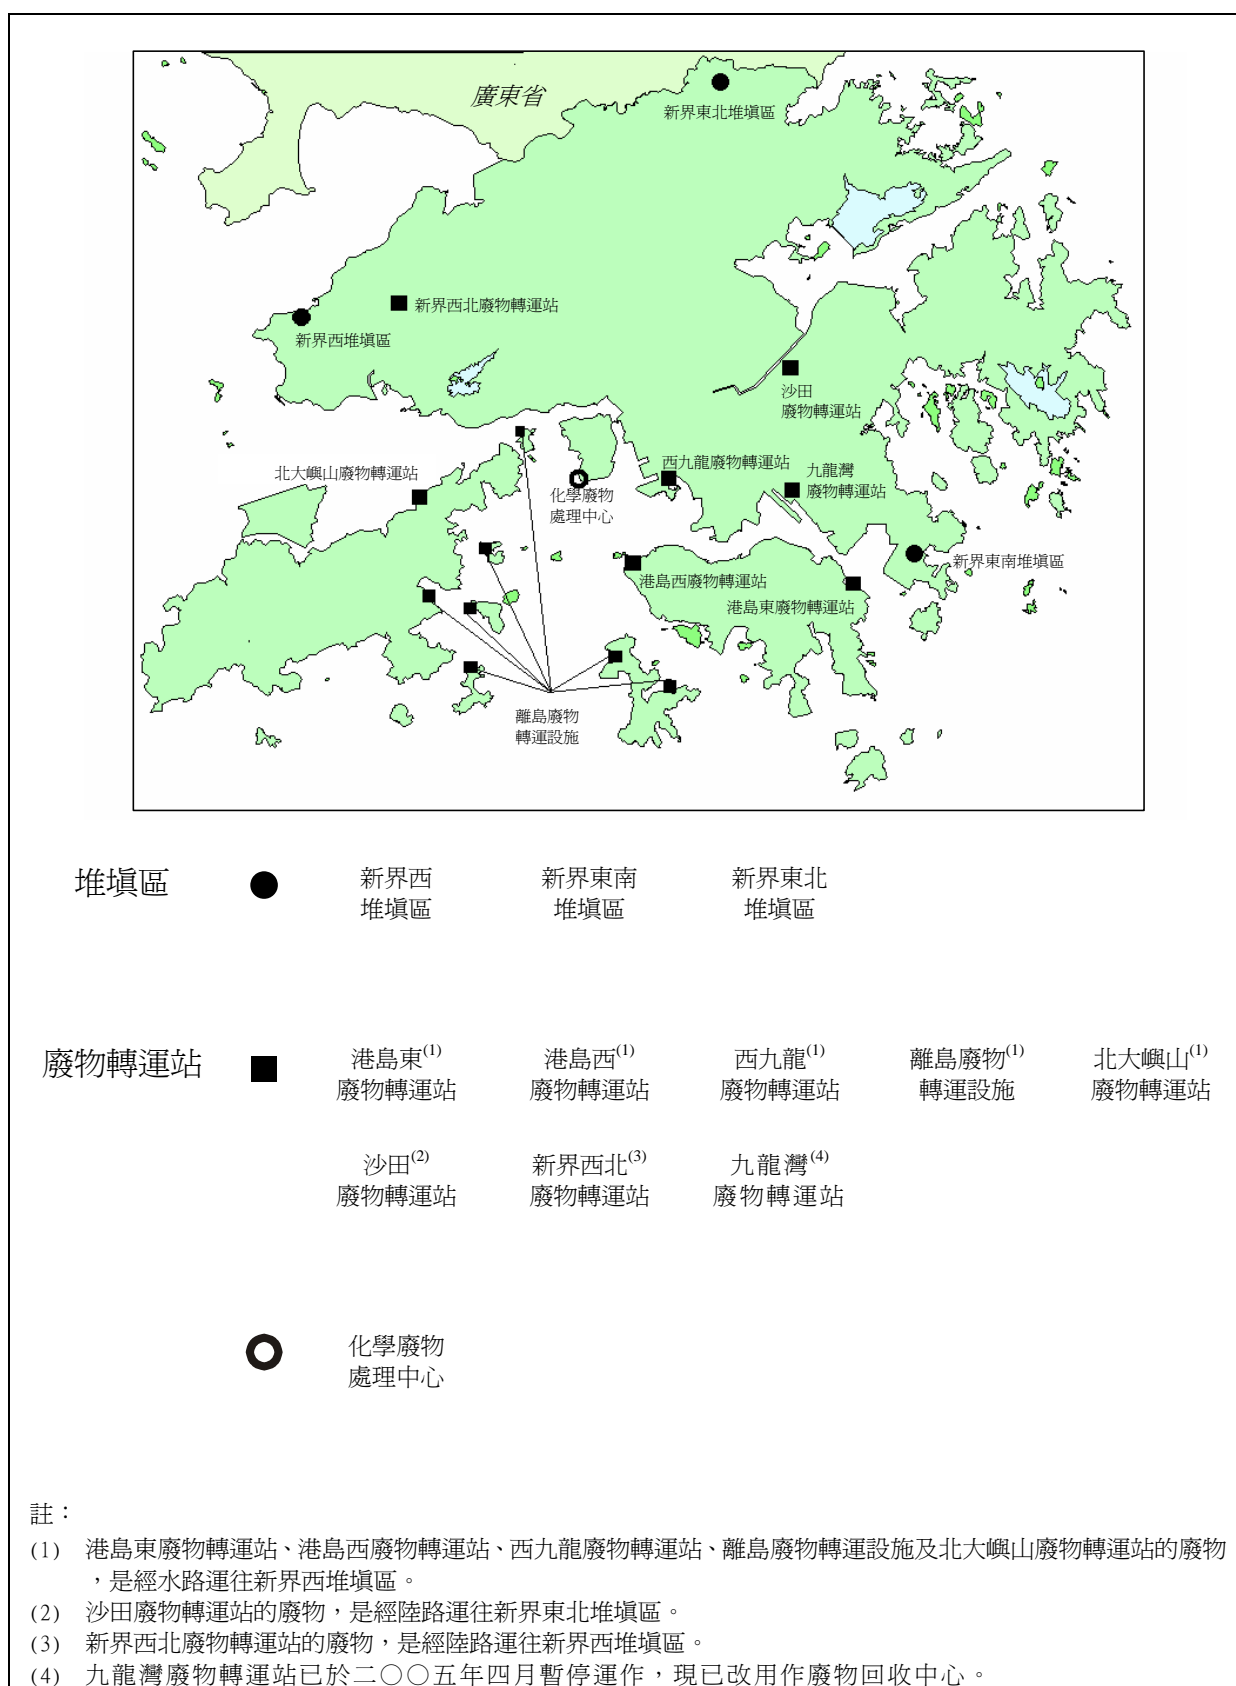 廣東省
新界東北堆塡區
新界西北廢物轉運站
新界西堆塡區
沙田
廢物轉運站
北大嶼山廢物轉運站
西九龍廢物轉運站
九龍灣
廢物轉運站
化學廢物
處理中心
新界東南堆塡區
港島西廢物轉運站
港島東廢物轉運站
離島廢物
轉運設施
堆塡區
新界西
堆塡區
新界東南
堆塡區
新界東北
堆塡區
廢物轉運站
港島東(1)
廢物轉運站
港島西(1)
廢物轉運站
西九龍(1)
廢物轉運站
離島廢物(1)
轉運設施
北大嶼山(1)
廢物轉運站
沙田(2)
廢物轉運站
新界西北(3)
廢物轉運站
九龍灣(4)
廢物轉運站
化學廢物
處理中心
註：
(1) 港島東廢物轉運站、港島西廢物轉運站、西九龍廢物轉運站、離島廢物轉運設施及北大嶼山廢物轉運站的廢物
，是經水路運往新界西堆塡區。
(2) 沙田廢物轉運站的廢物，是經陸路運往新界東北堆塡區。
(3) 新界西北廢物轉運站的廢物，是經陸路運往新界西堆塡區。
(4) 九龍灣廢物轉運站已於二○○五年四月暫停運作，現已改用作廢物回收中心。